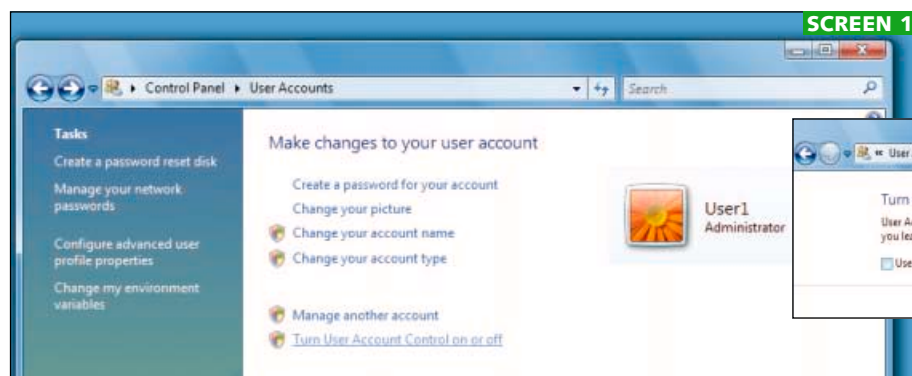 SCREEN 1
Control Panel ▸ User Accounts
Search
Tasks
Create a password reset disk
Manage your network
passwords
Configure advanced user
profile properties
Change my environment
variables
Make changes to your user account
Create a password for your account
Change your picture
Change your account name
Change your account type
Manage another account
Turn User Account Control on or off
User1
Administrator
« User
Turn
User A
you lea
Use